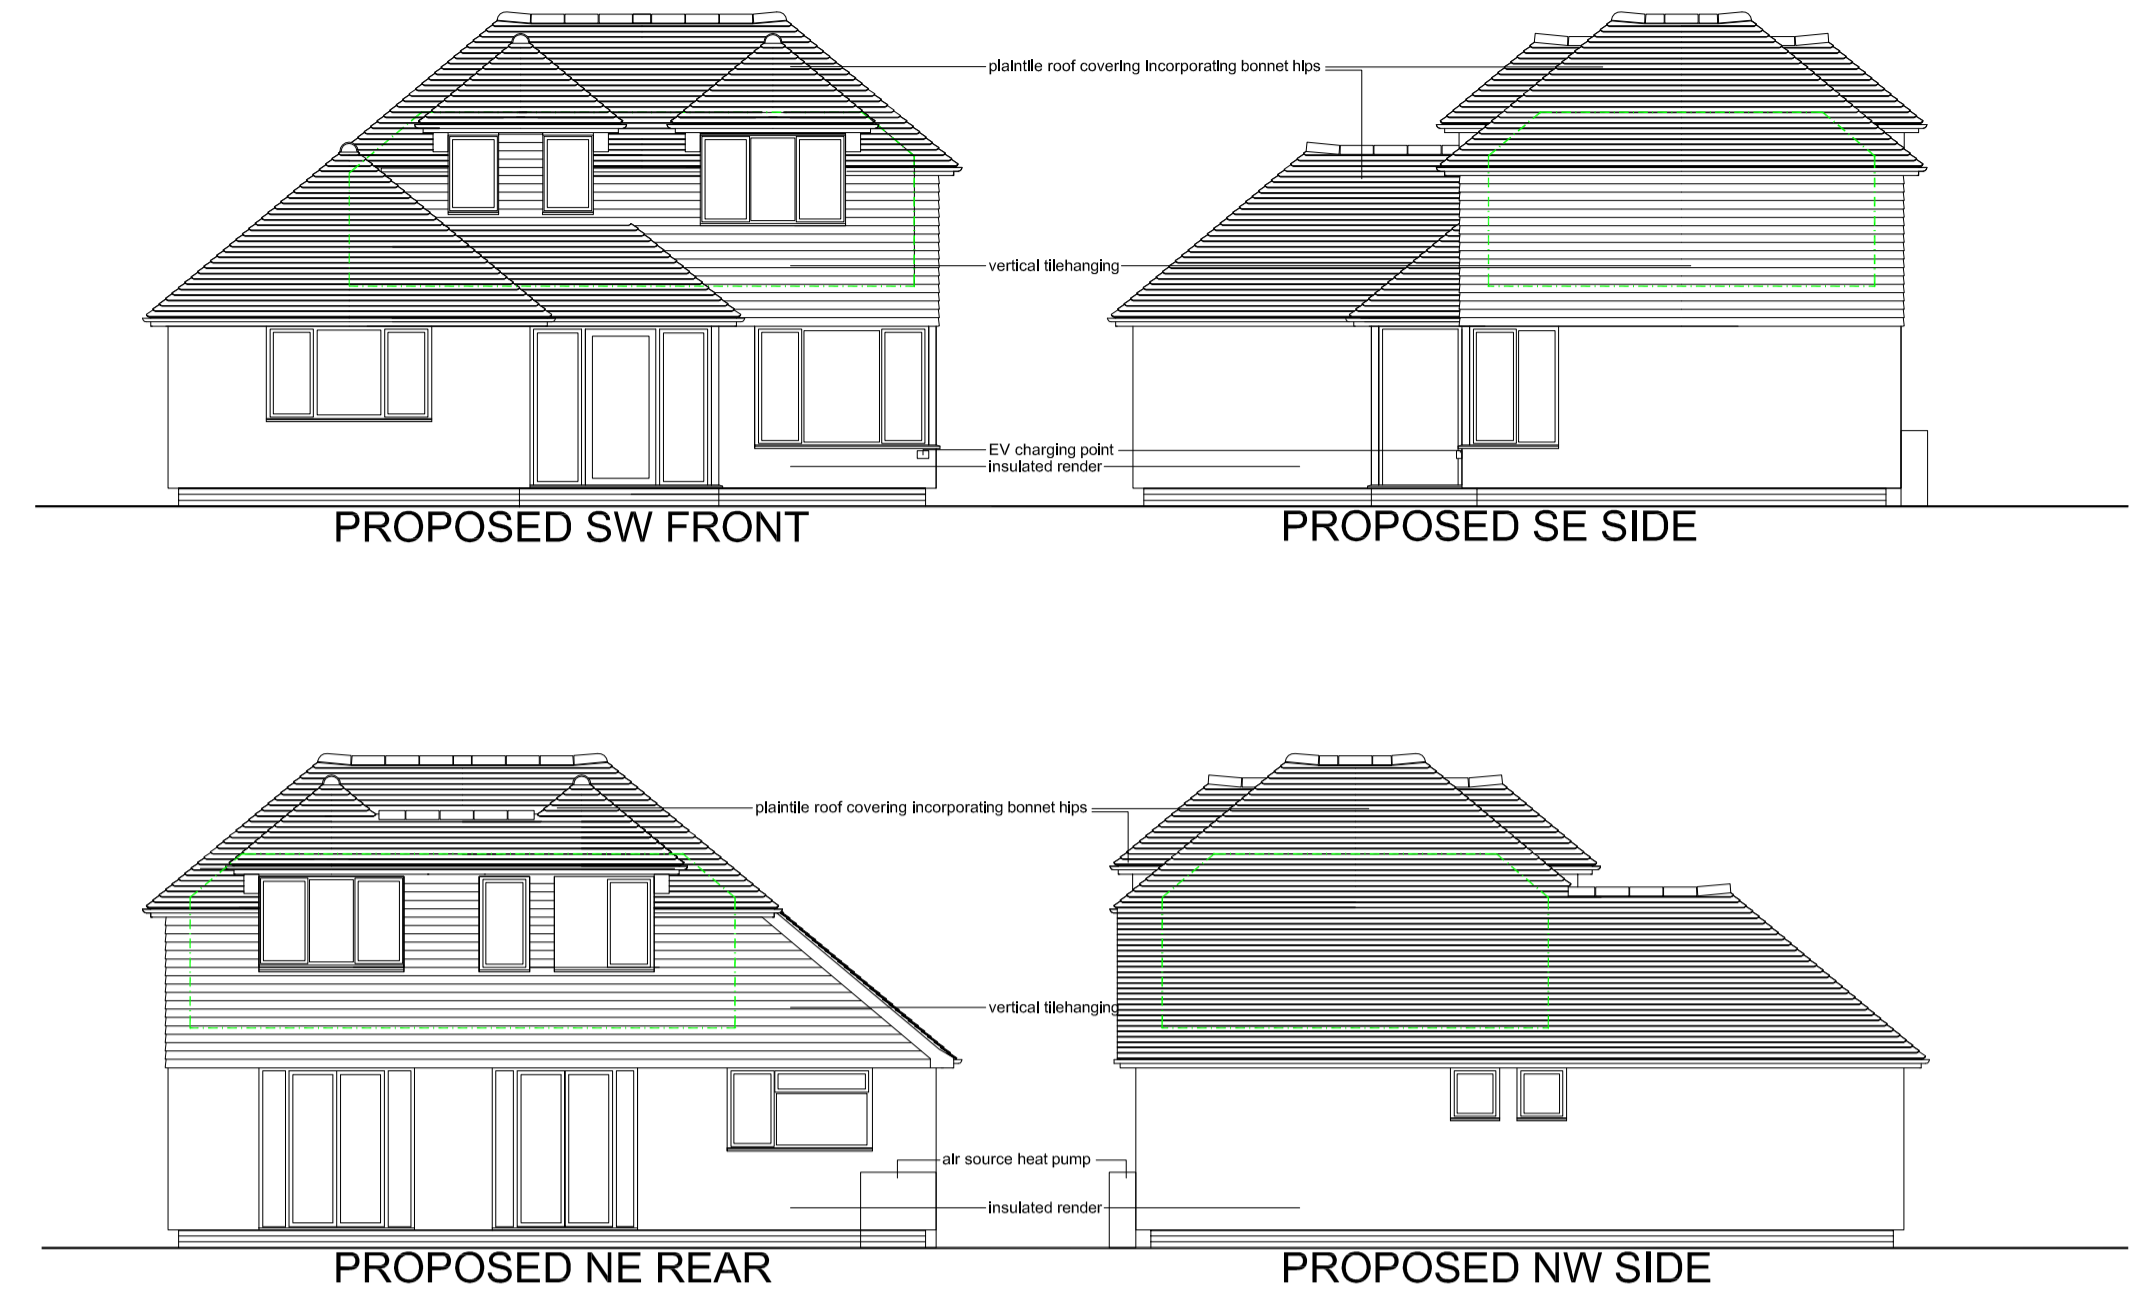 plaintile roof covering incorporating bonnet hips
vertical tilehanging
EV charging point
insulated render
PROPOSED SW FRONT
PROPOSED SE SIDE
plaintile roof covering incorporating bonnet hips
vertical tilehanging
air source heat pump
insulated render
PROPOSED NE REAR
PROPOSED NW SIDE